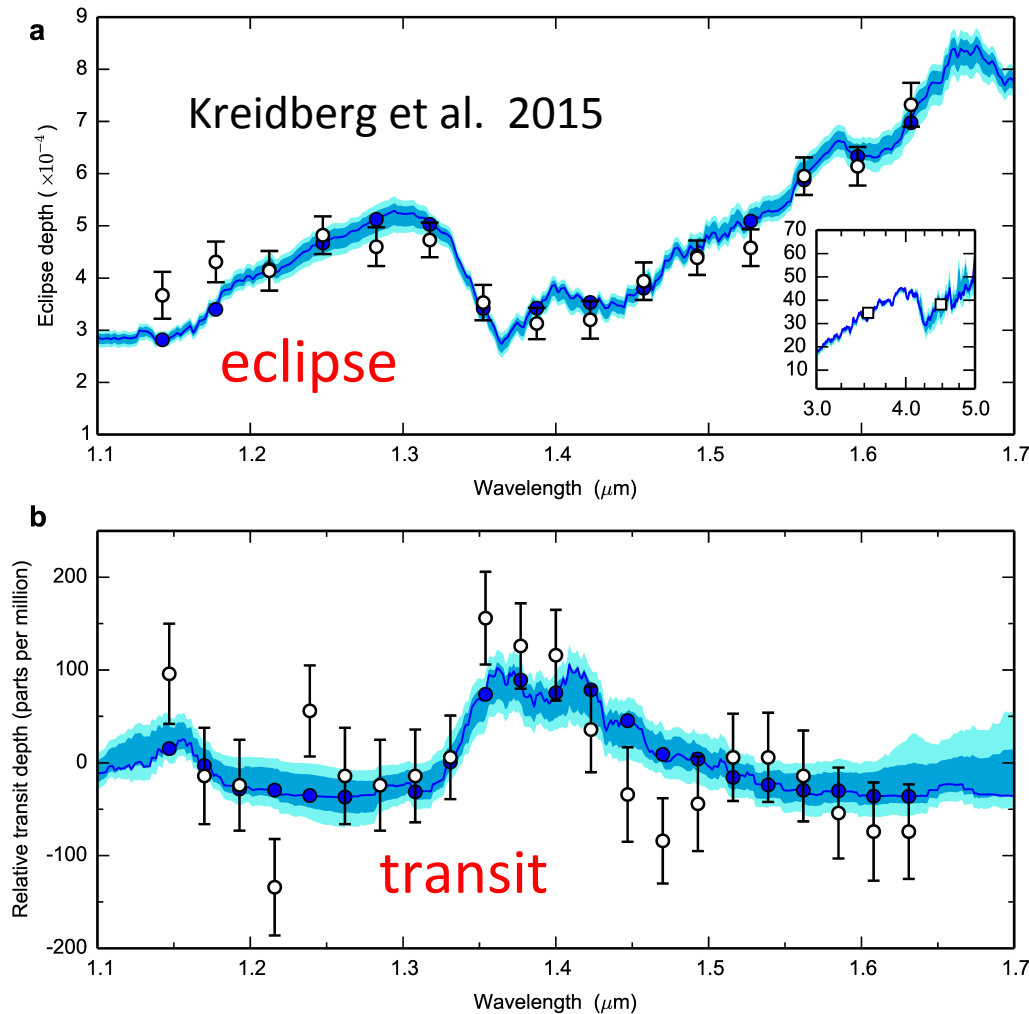 a
9
8
7
6
5
4
3
2
1
Eclipse depth (×10⁻⁴)
Kreidberg et al. 2015
eclipse
70
60
50
40
30
20
10
3.0 4.0 5.0
1.1 1.2 1.3 1.4 1.5 1.6 1.7
Wavelength (μm)
b
200
100
0
-100
-200
Relative transit depth (parts per million)
transit
1.1 1.2 1.3 1.4 1.5 1.6 1.7
Wavelength (μm)